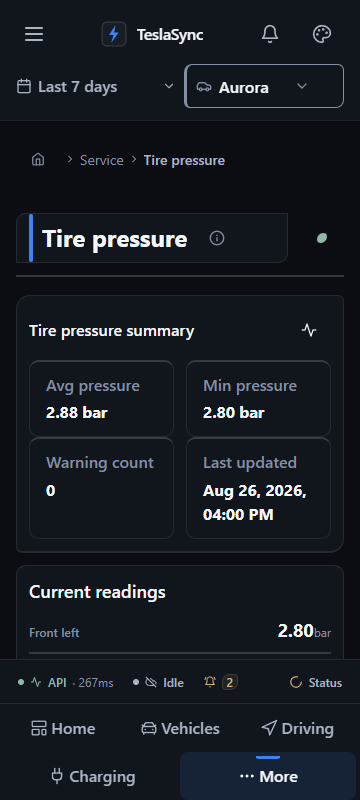 TeslaSync
Last 7 days
Aurora
Service
Tire pressure
Tire pressure
Tire pressure summary
Avg pressure
2.88 bar
Min pressure
2.80 bar
Warning count
0
Last updated
Aug 26, 2026,
04:00 PM
Current readings
Front left
2.80bar
API · 267ms
Idle
2
Status
Home
Vehicles
Driving
Charging
More